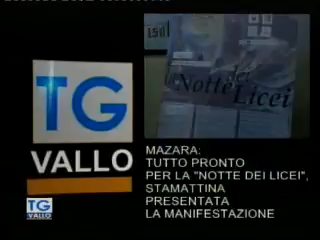 150
dei
Notte Licei
TG
VALLO
MAZARA:
TUTTO PRONTO
PER LA "NOTTE DEI LICEI",
STAMATTINA
PRESENTATA
LA MANIFESTAZIONE
TG
VALLO